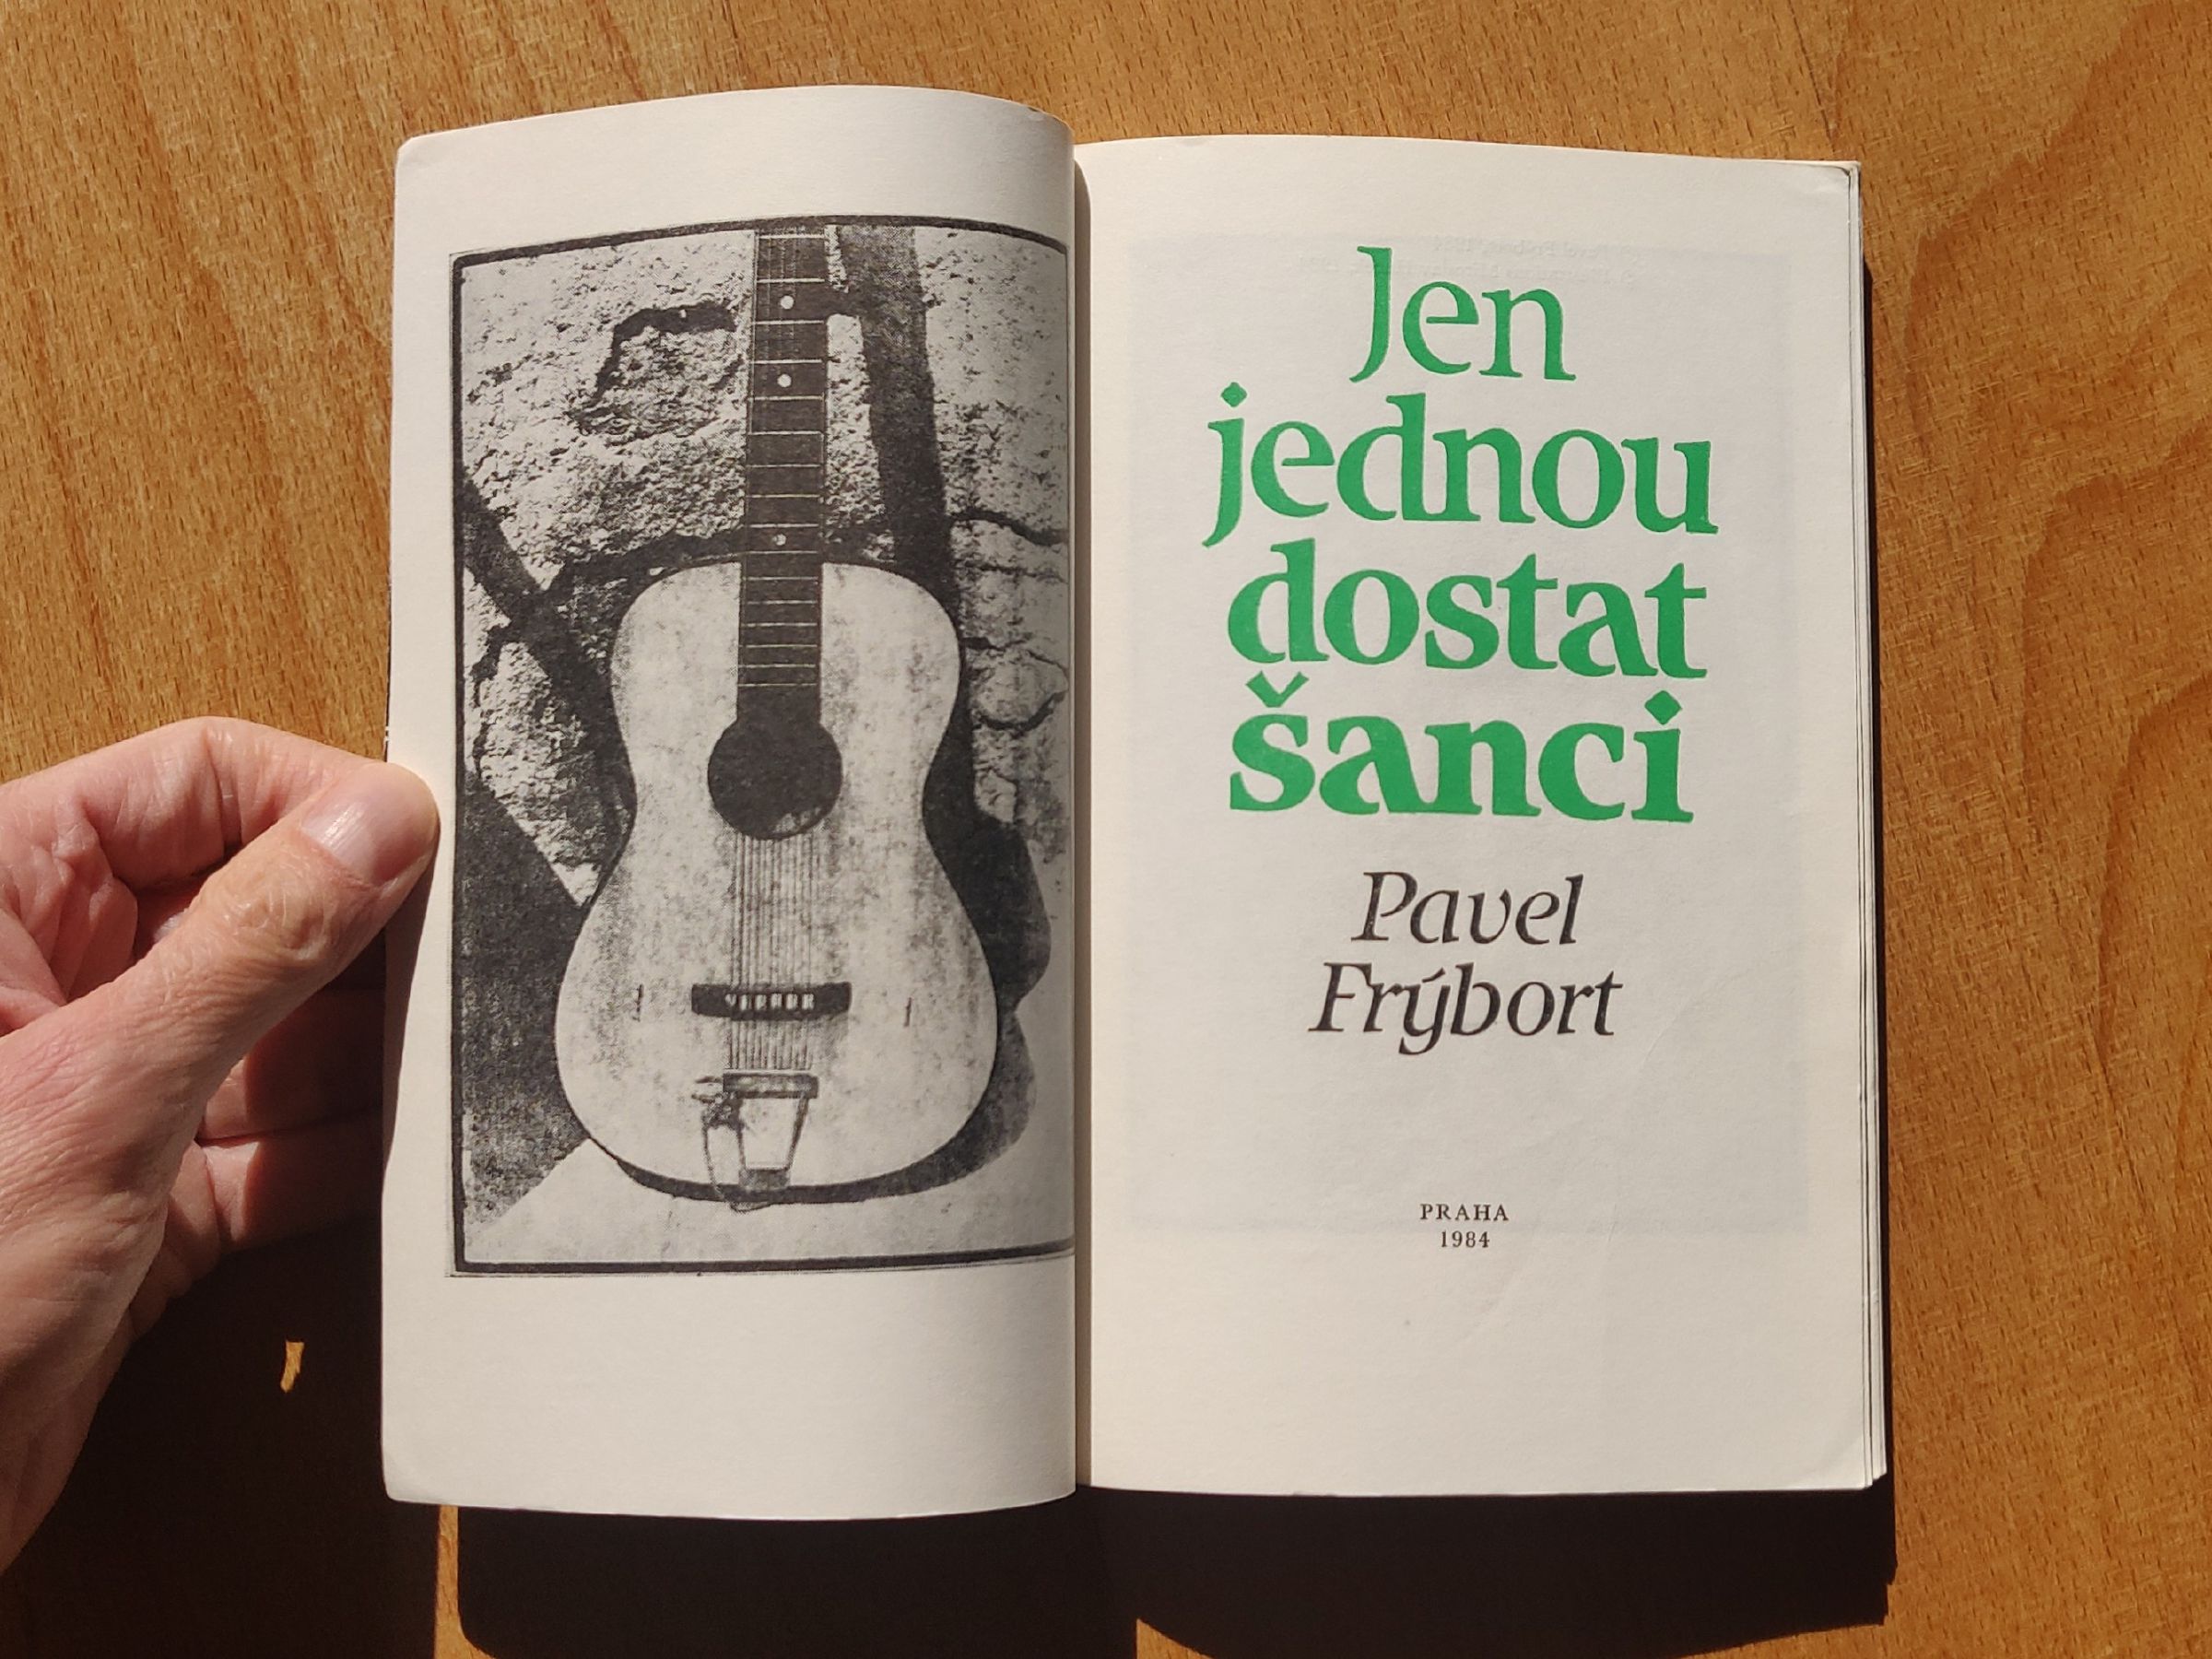 Jen
jednou
dostat
šanci
Pavel
Frýbort
PRAHA
1984